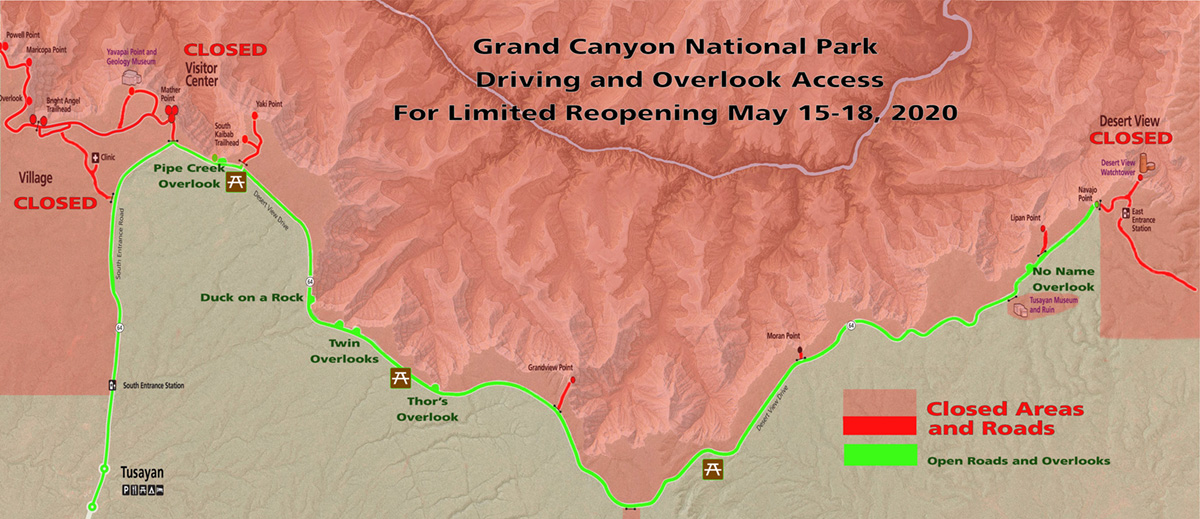 Grand Canyon National Park
Driving and Overlook Access
For Limited Reopening May 15-18, 2020
Powell Point
Maricopa Point
Overlook
Bright Angel
Trailhead
Yavapai Point and
Geology Museum
CLOSED
Visitor
Center
Mather
Point
Yaki Point
South
Kaibab
Trailhead
Clinic
Village
CLOSED
Pipe Creek
Overlook
Desert View Drive
South Entrance Road
64
64
Duck on a Rock
Twin
Overlooks
Thor's
Overlook
South Entrance Station
Tusayan
P
Grandview Point
Moran Point
64
Desert View Drive
Desert View
CLOSED
Desert View
Watchtower
Navajo
Point
East
Entrance
Station
Lipan Point
No Name
Overlook
Tusayan Museum
and Ruin
Closed Areas
and Roads
Open Roads and Overlooks